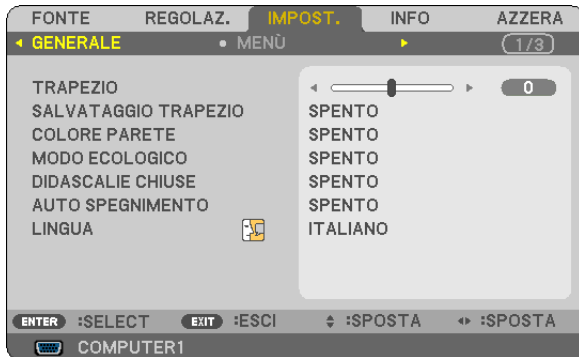 FONTE REGOLAZ. IMPOST. INFO AZZERA
GENERALE • MENÙ (1/3)
TRAPEZIO 0
SALVATAGGIO TRAPEZIO SPENTO
COLORE PARETE SPENTO
MODO ECOLOGICO SPENTO
DIDASCALIE CHIUSE SPENTO
AUTO SPEGNIMENTO SPENTO
LINGUA ITALIANO
ENTER :SELECT EXIT :ESCI :SPOSTA :SPOSTA
COMPUTER1